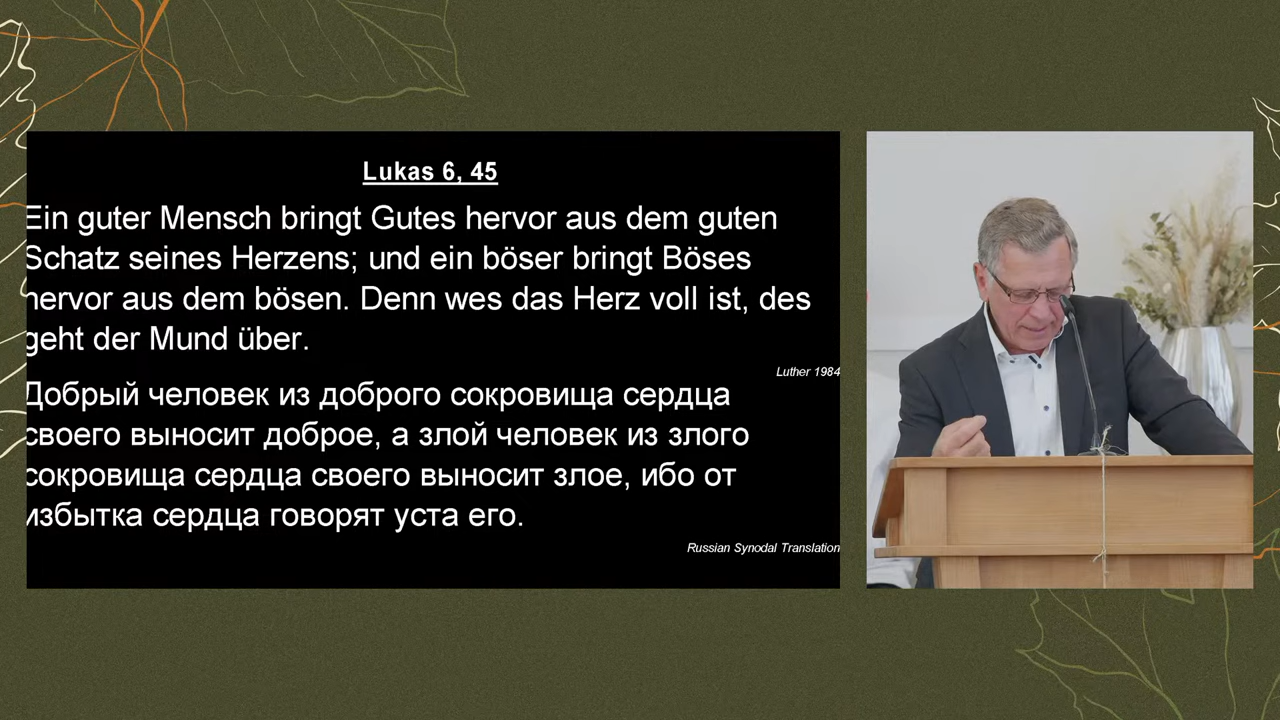 Lukas 6, 45
Ein guter Mensch bringt Gutes hervor aus dem guten
Schatz seines Herzens; und ein böser bringt Böses
hervor aus dem bösen. Denn wes das Herz voll ist, des
geht der Mund über.
Luther 1984
Добрый человек из доброго сокровища сердца
своего выносит доброе, а злой человек из злого
сокровища сердца своего выносит злое, ибо от
избытка сердца говорят уста его.
Russian Synodal Translation